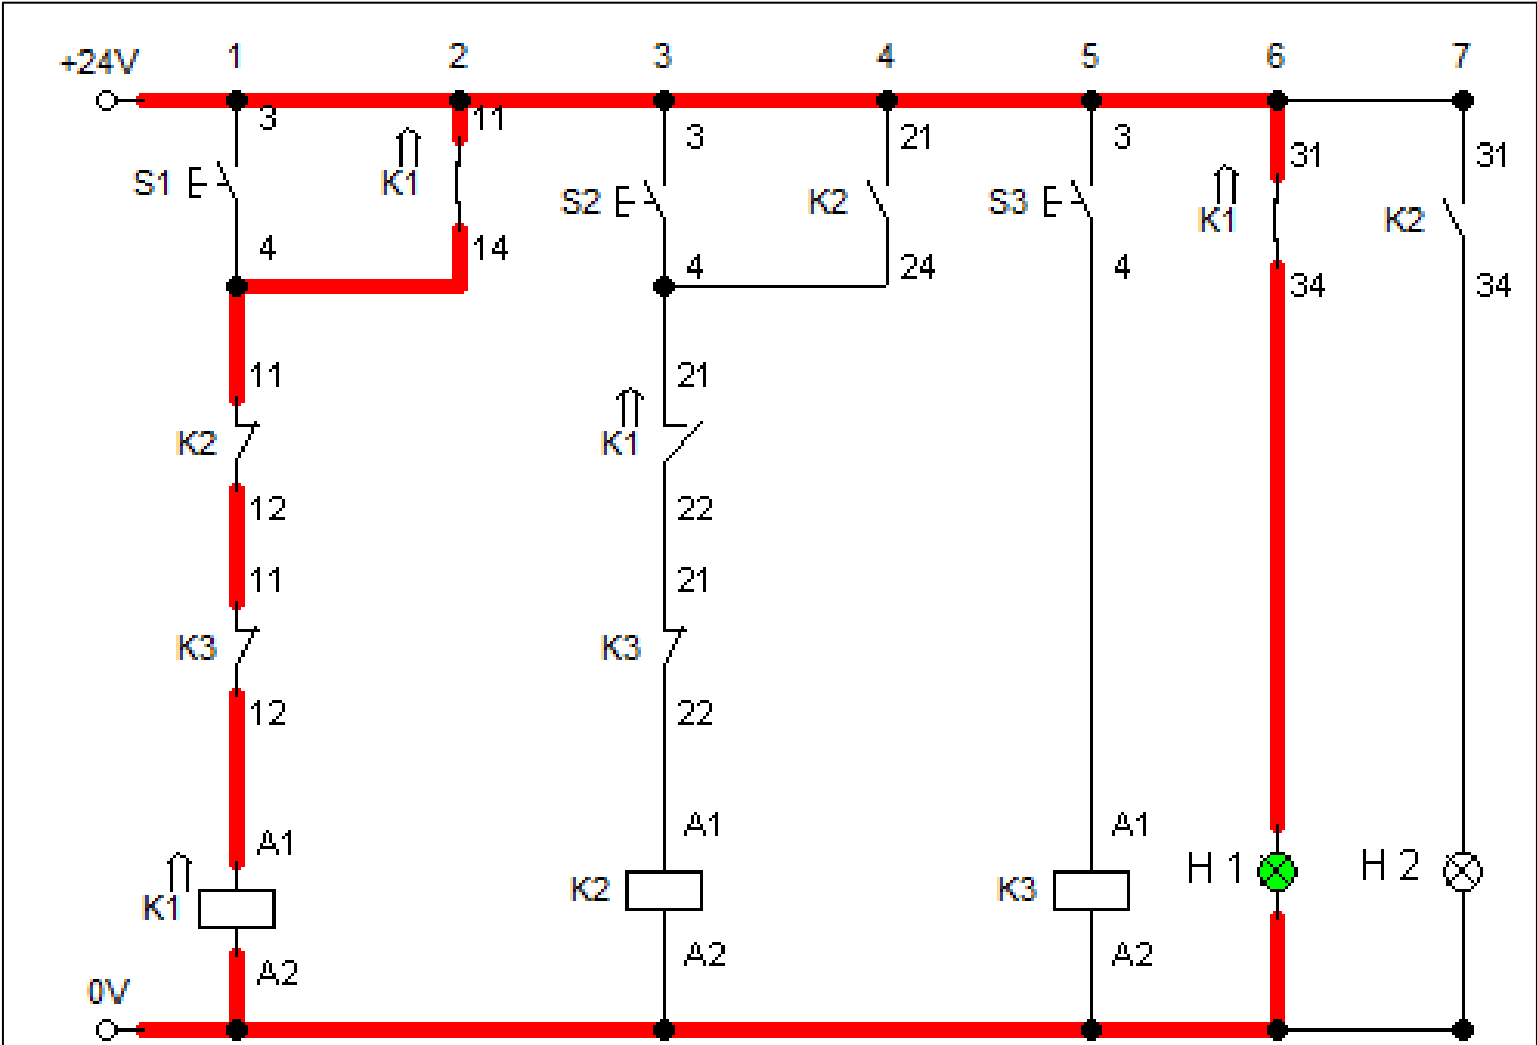 +24V 1 2 3 4 5 6 7
3 11 3 21 3 31 31
S1 K1 S2 K2 S3 K1 K2
4 14 4 24 4 34 34
11 21
K2 K1
12 22
11 21
K3 K3
12 22
A1 A1 A1
K1 K2 K3 H 1 H 2
A2 A2 A2
0V